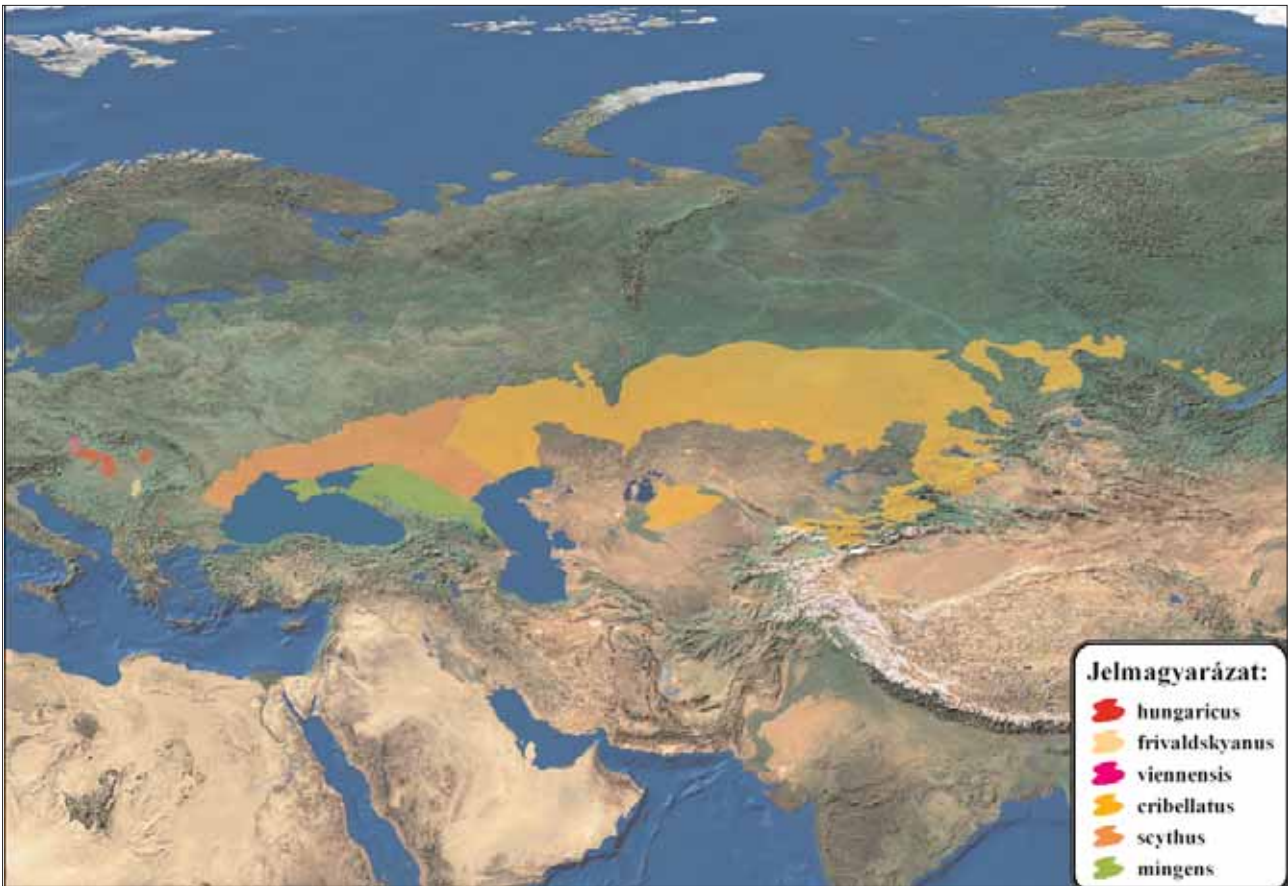 Jelmagyarázat:
hungaricus
frivaldskyanus
viennensis
cribellatus
scythus
mingens